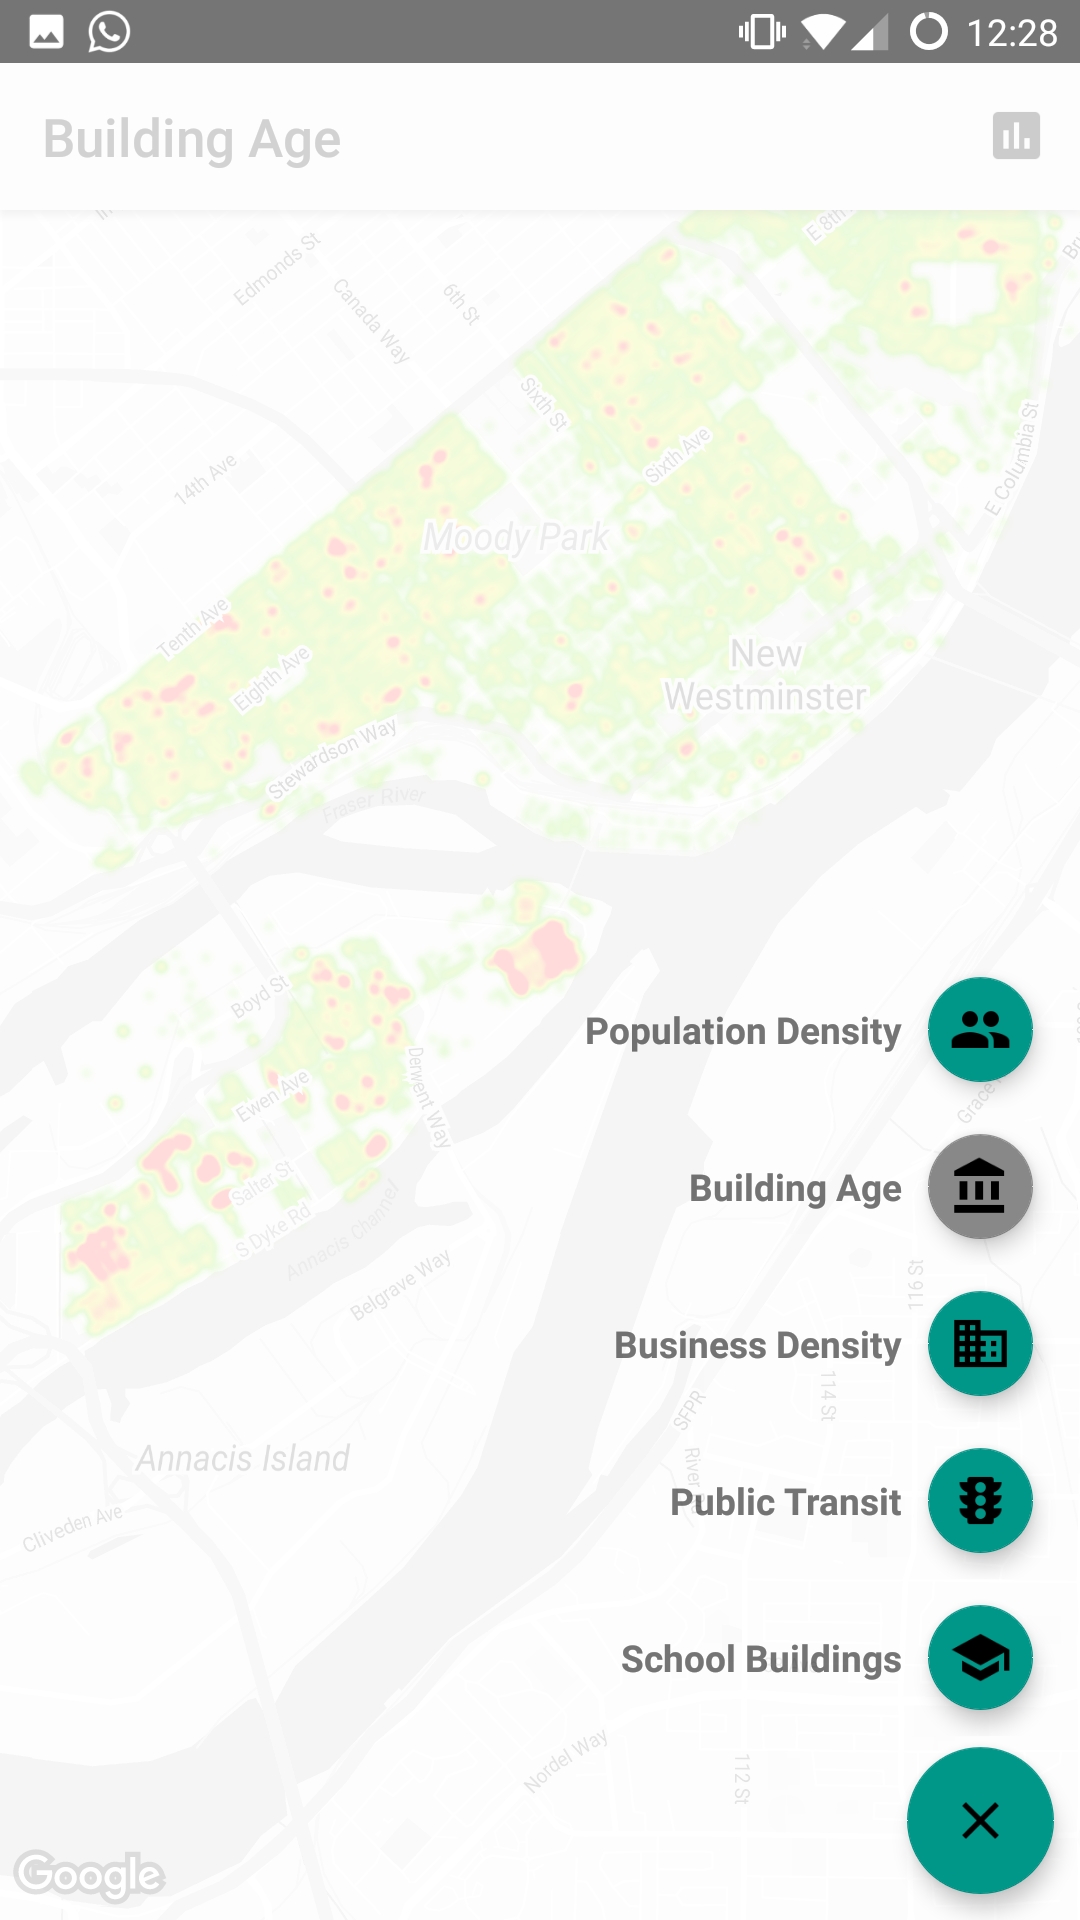 12:28
Building Age
E 8th
Edmonds St
Canada Way
6th St
Sixth St
Sixth Ave
E Columbia St
14th Ave
Moody Park
Tenth Ave
Eighth Ave
New
Westminster
Stewardson Way
Fraser River
Boyd St
Derwent Way
Ewen Ave
Salter St
S Dyke Rd
Annacis Channel
Belgrave Way
Population Density
Grace
Building Age
116 St
Business Density
114 St
SFPR
River
Annacis Island
Public Transit
Cliveden Ave
School Buildings
Nordel Way
112 St
Google